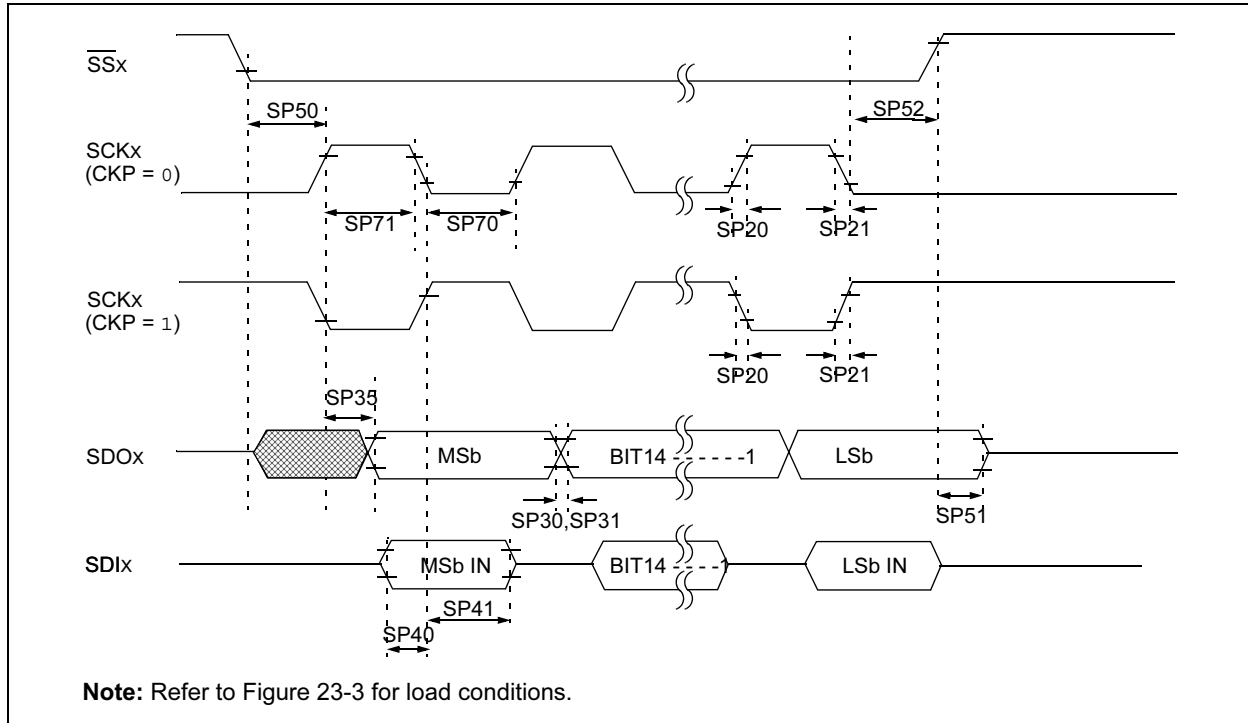 SSx
SP50
SP52
SCKx
(CKP = 0)
SP71
SP70
SP20
SP21
SCKx
(CKP = 1)
SP20
SP21
SP35
SDOx
MSb
BIT14 - - - - - -1
LSb
SP30,SP31
SP51
SDIx
MSb IN
BIT14 - - - - -1
LSb IN
SP41
SP40
Note: Refer to Figure 23-3 for load conditions.